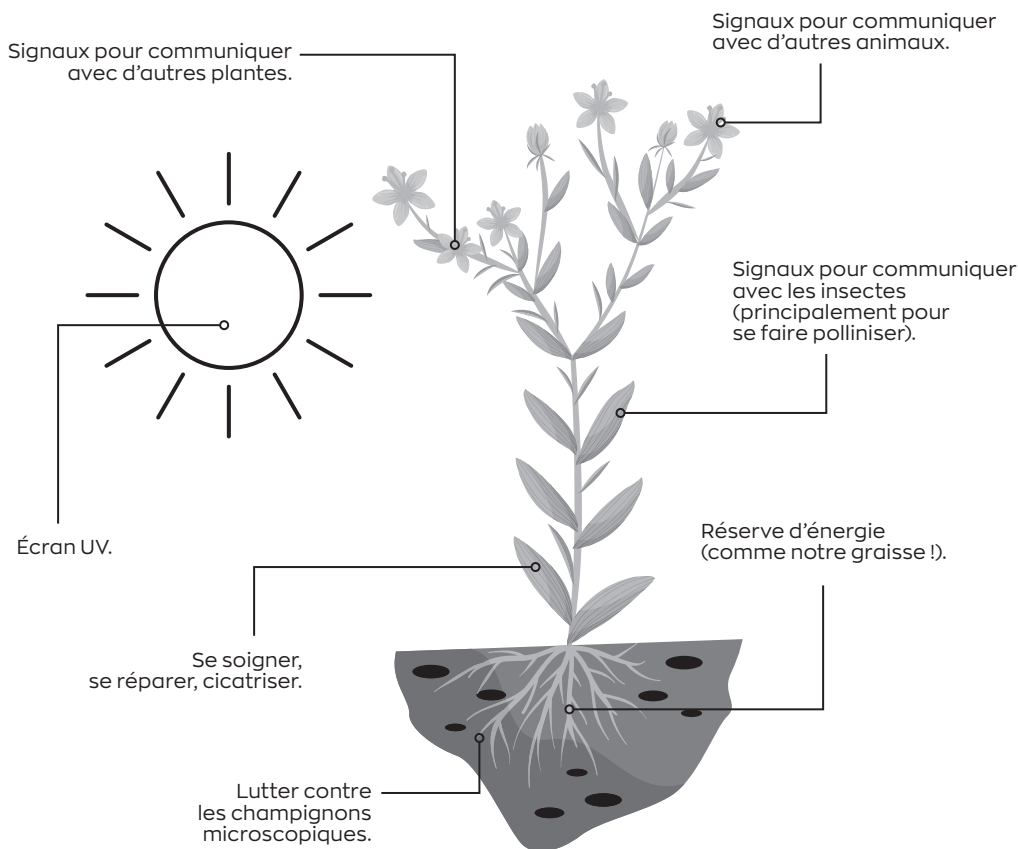 Signaux pour communiquer
avec d'autres plantes.
Signaux pour communiquer
avec d'autres animaux.
Signaux pour communiquer
avec les insectes
(principalement pour
se faire polliniser).
Écran UV.
Réserve d'énergie
(comme notre graisse !).
Se soigner,
se réparer, cicatriser.
Lutter contre
les champignons
microscopiques.